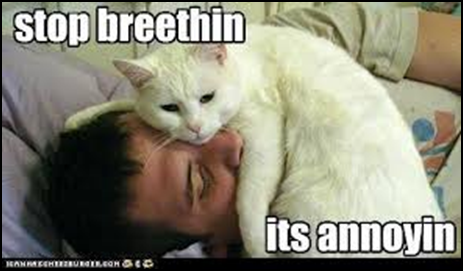 stop breethin
its annoyin
ICANHASCHEEZBURGER.COM